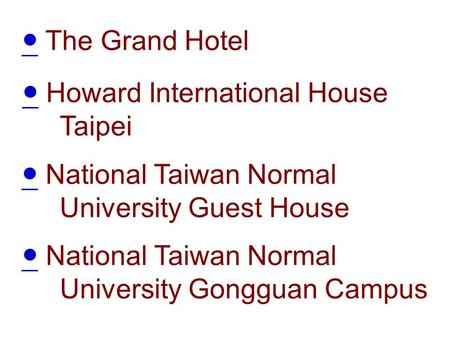 ● The Grand Hotel
● Howard International House
Taipei
● National Taiwan Normal
University Guest House
● National Taiwan Normal
University Gongguan Campus